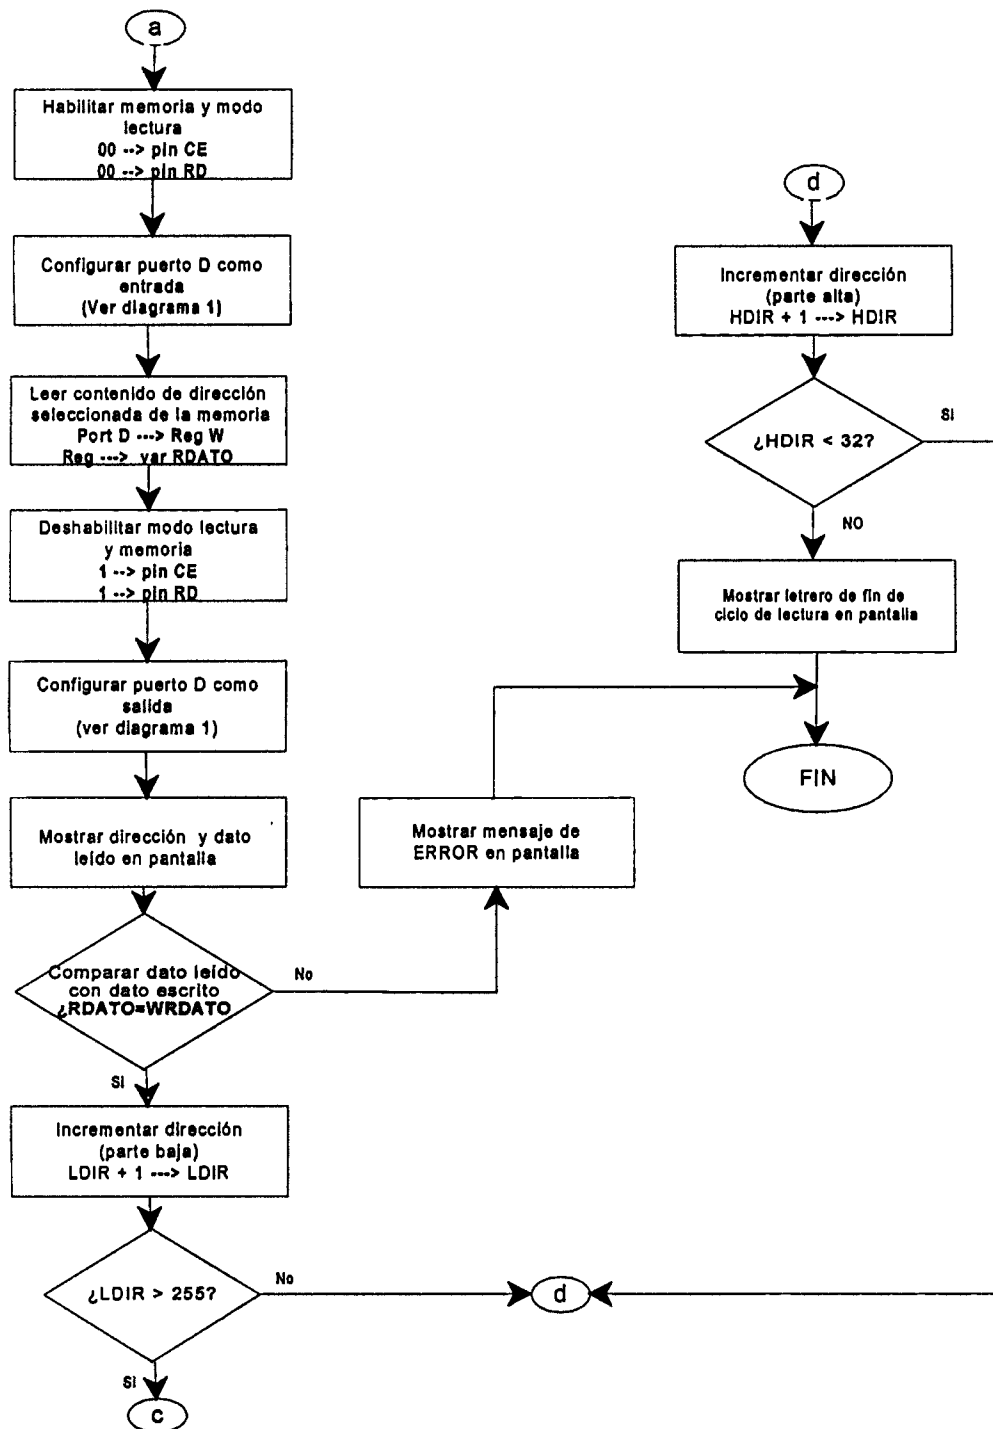 a
Habilitar memoria y modo
lectura
00 --> pin CE
00 --> pin RD
Configurar puerto D como
entrada
(Ver diagrama 1)
Leer contenido de dirección
seleccionada de la memoria
Port D ---> Reg W
Reg ---> var RDATO
Deshabilitar modo lectura
y memoria
1 --> pin CE
1 --> pin RD
Configurar puerto D como
salida
(ver diagrama 1)
Mostrar dirección y dato
leído en pantalla
Comparar dato leído
con dato escrito
¿RDATO=WRDATO
No
Si
Mostrar mensaje de
ERROR en pantalla
Incrementar dirección
(parte baja)
LDIR + 1 ---> LDIR
¿LDIR > 255?
No
d
Si
c
d
Incrementar dirección
(parte alta)
HDIR + 1 ---> HDIR
¿HDIR < 32?
Si
NO
Mostrar letrero de fin de
ciclo de lectura en pantalla
FIN